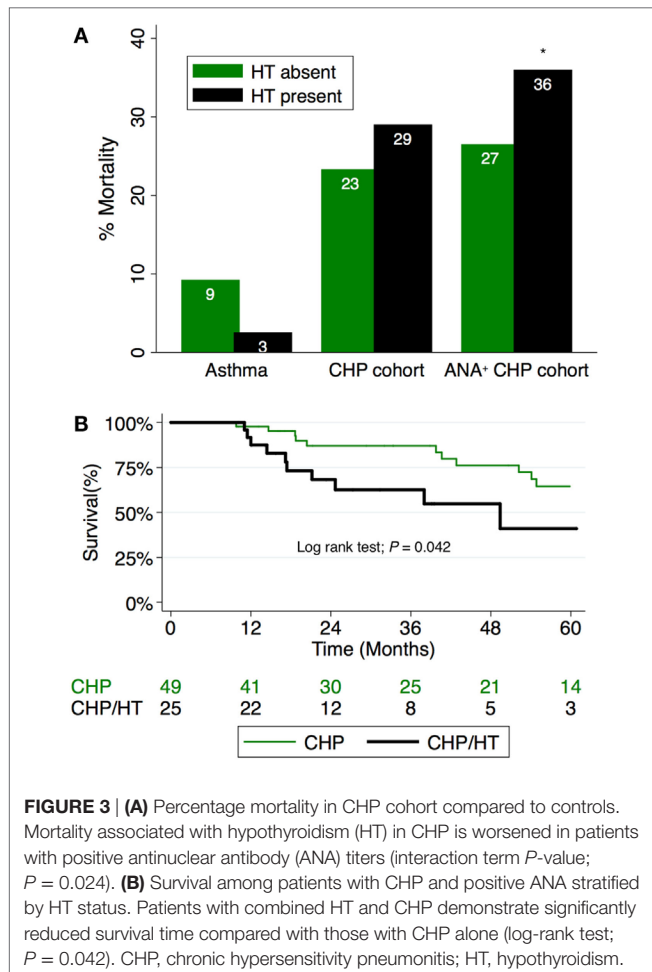 A
40
30
20
10
0
% Mortality
HT absent
HT present
*
9
3
23
29
27
36
Asthma CHP cohort ANA+ CHP cohort
B
100%
75%
50%
25%
0%
Survival(%)
Log rank test; P = 0.042
0 12 24 36 48 60
Time (Months)
CHP 49 41 30 25 21 14
CHP/HT 25 22 12 8 5 3
CHP CHP/HT
FIGURE 3 | (A) Percentage mortality in CHP cohort compared to controls.
Mortality associated with hypothyroidism (HT) in CHP is worsened in patients
with positive antinuclear antibody (ANA) titers (interaction term P-value;
P = 0.024). (B) Survival among patients with CHP and positive ANA stratified
by HT status. Patients with combined HT and CHP demonstrate significantly
reduced survival time compared with those with CHP alone (log-rank test;
P = 0.042). CHP, chronic hypersensitivity pneumonitis; HT, hypothyroidism.